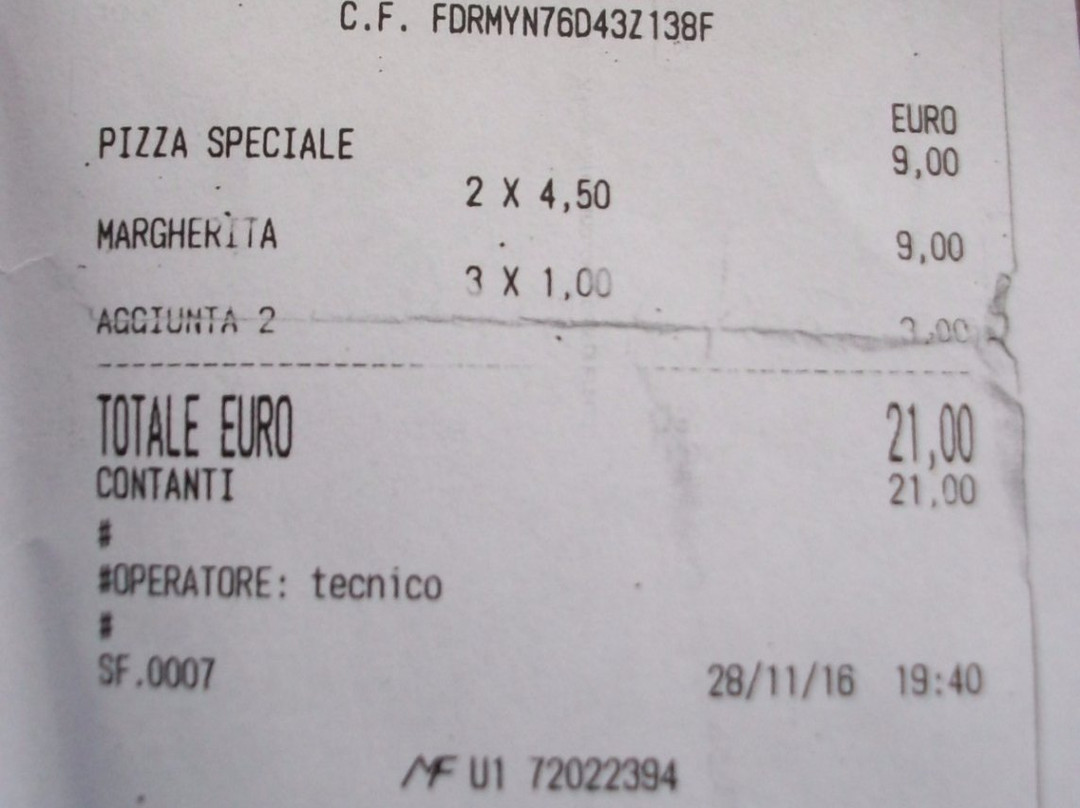 C.F. FDRMYN76D43Z138F
EURO
PIZZA SPECIALE 9,00
2 X 4,50
MARGHERITA 9,00
3 X 1,00
AGGIUNTA 2 3,00
TOTALE EURO 21,00
CONTANTI 21,00
#
#OPERATORE: tecnico
#
SF.0007 28/11/16 19:40
MF U1 72022394